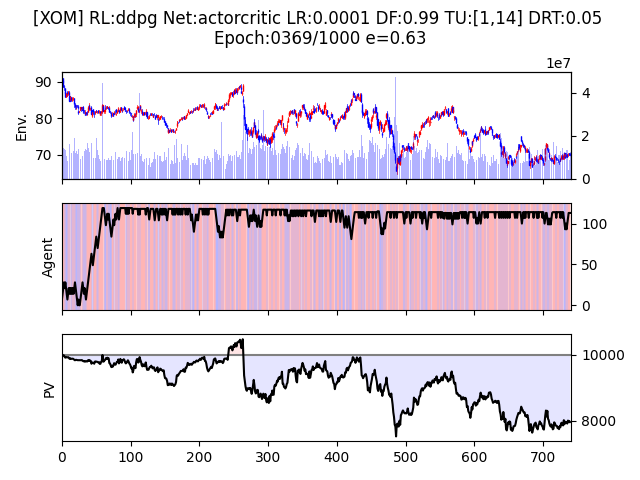 [XOM] RL:ddpg Net:actorcritic LR:0.0001 DF:0.99 TU:[1,14] DRT:0.05
Epoch:0369/1000 e=0.63
1e7
90
80
70
Env.
4
2
0
Agent
100
50
0
PV
10000
8000
0 100 200 300 400 500 600 700